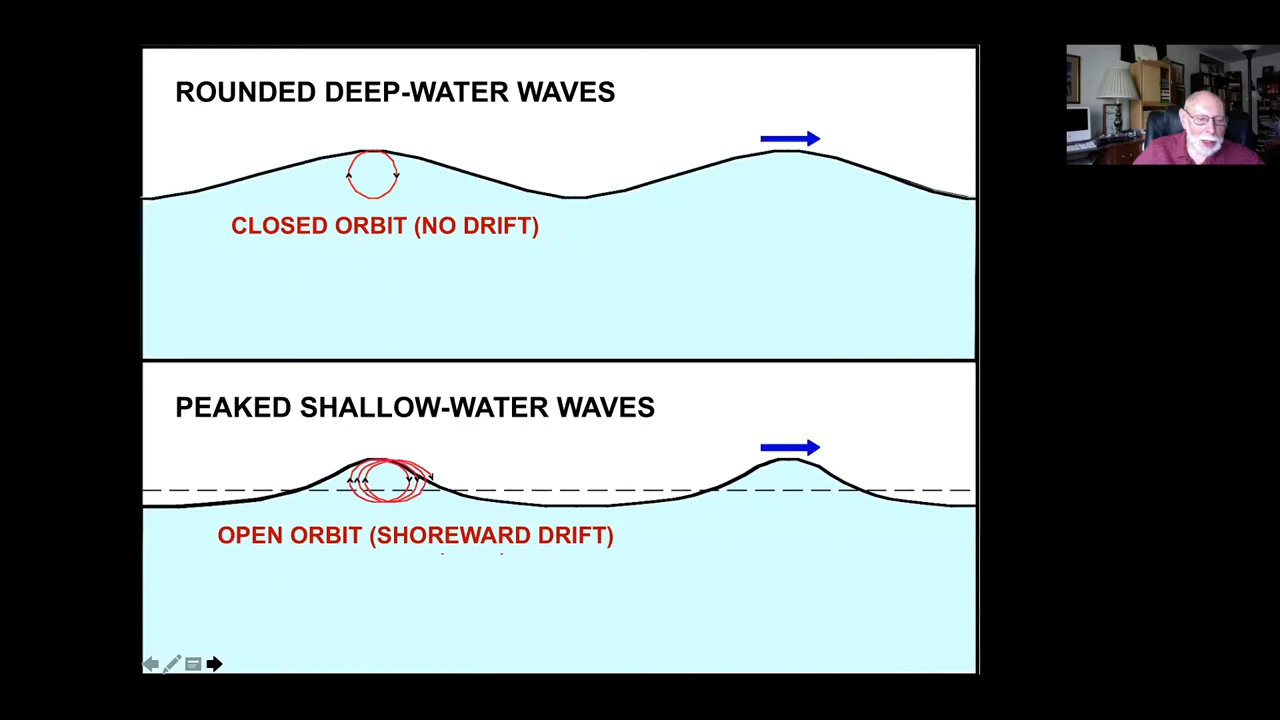 ROUNDED DEEP-WATER WAVES
CLOSED ORBIT (NO DRIFT)
PEAKED SHALLOW-WATER WAVES
OPEN ORBIT (SHOREWARD DRIFT)